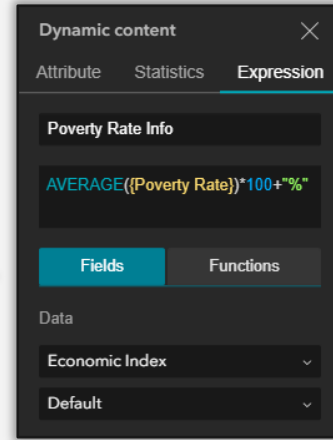 Dynamic content
Attribute Statistics Expression
Poverty Rate Info
AVERAGE({Poverty Rate})*100+"%"
Fields Functions
Data
Economic Index
Default